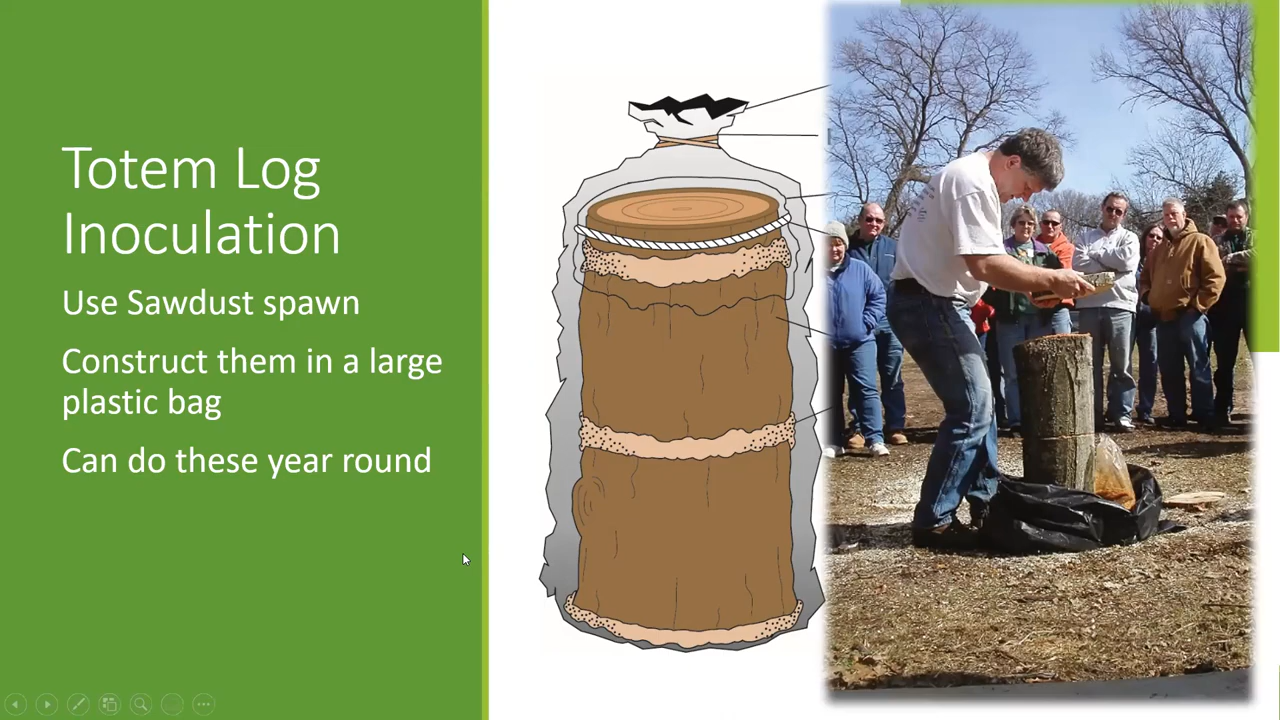 Totem Log
Inoculation
Use Sawdust spawn
Construct them in a large
plastic bag
Can do these year round